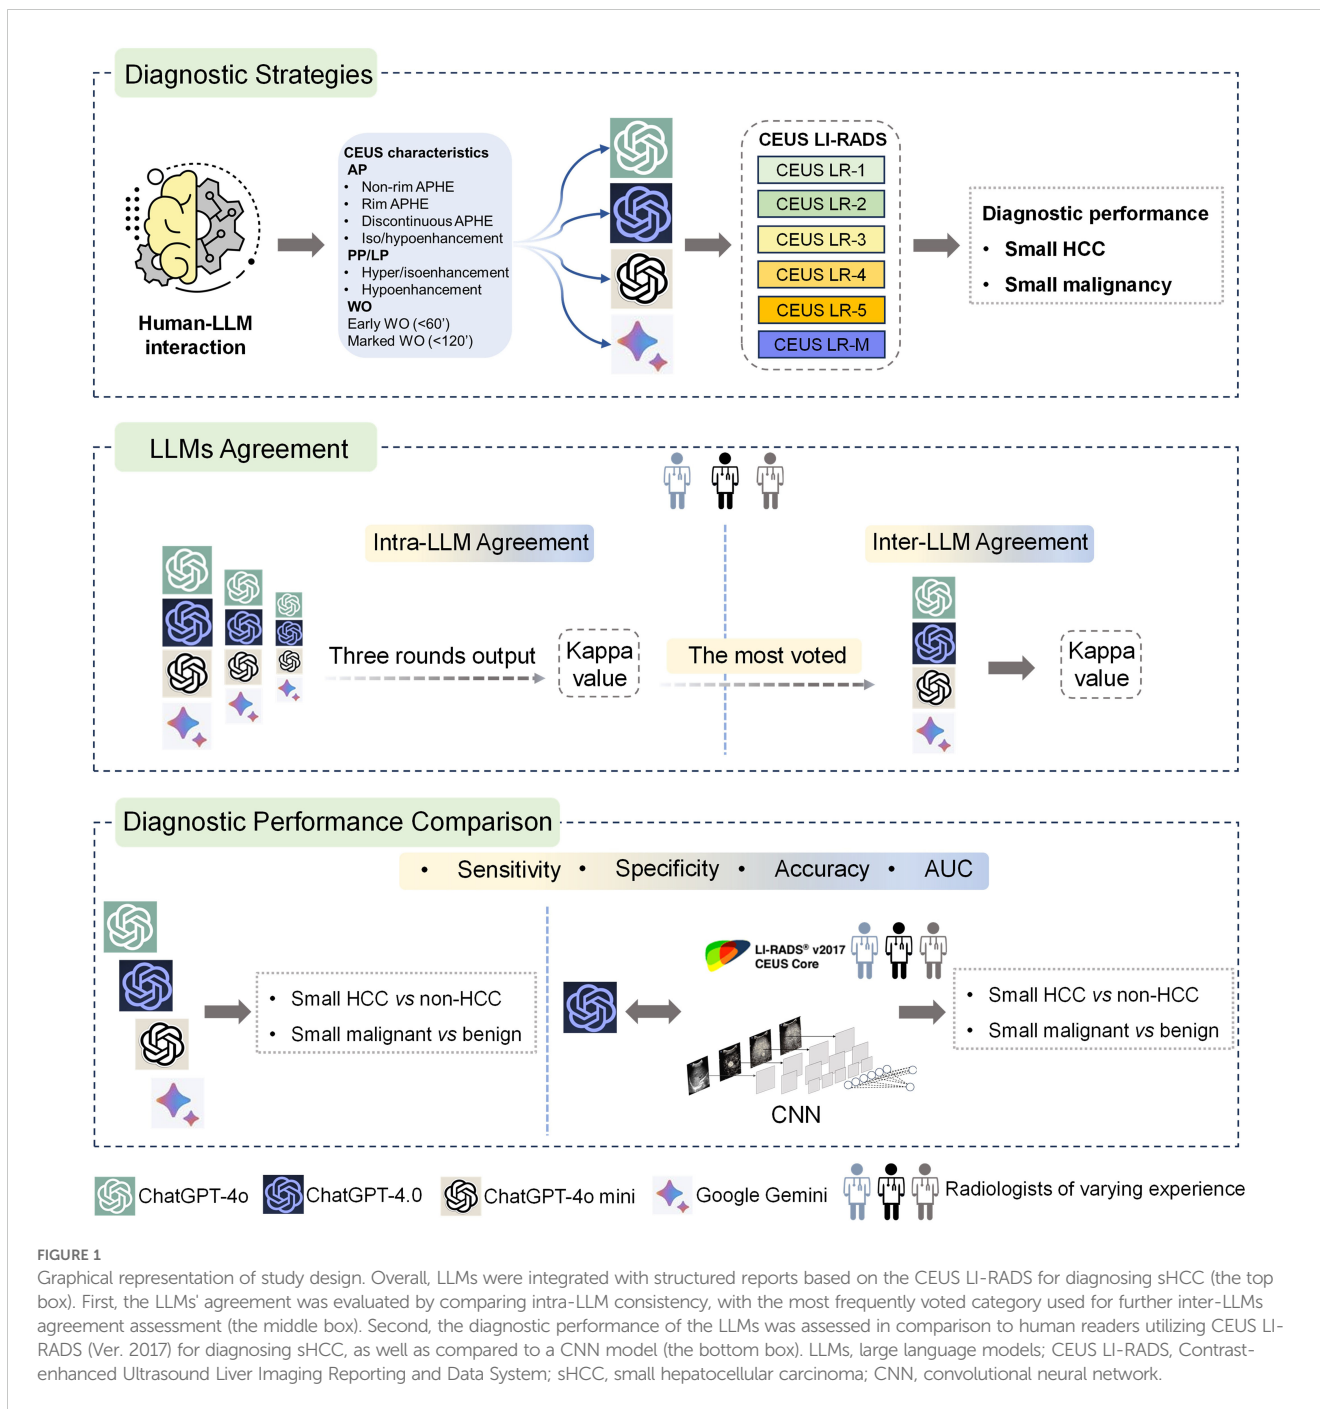 Diagnostic Strategies
Human-LLM
interaction
CEUS characteristics
AP
• Non-rim APHE
• Rim APHE
• Discontinuous APHE
• Iso/hypoenhancement
PP/LP
• Hyper/isoenhancement
• Hypoenhancement
WO
Early WO (<60’)
Marked WO (<120’)
CEUS LI-RADS
CEUS LR-1
CEUS LR-2
CEUS LR-3
CEUS LR-4
CEUS LR-5
CEUS LR-M
Diagnostic performance
• Small HCC
• Small malignancy
LLMs Agreement
Intra-LLM Agreement
Three rounds output
Kappa
value
The most voted
Inter-LLM Agreement
Kappa
value
Diagnostic Performance Comparison
• Sensitivity • Specificity • Accuracy • AUC
• Small HCC vs non-HCC
• Small malignant vs benign
LI-RADS® v2017
CEUS Core
CNN
• Small HCC vs non-HCC
• Small malignant vs benign
ChatGPT-4o
ChatGPT-4.0
ChatGPT-4o mini
Google Gemini
Radiologists of varying experience
FIGURE 1
Graphical representation of study design. Overall, LLMs were integrated with structured reports based on the CEUS LI-RADS for diagnosing sHCC (the top
box). First, the LLMs' agreement was evaluated by comparing intra-LLM consistency, with the most frequently voted category used for further inter-LLMs
agreement assessment (the middle box). Second, the diagnostic performance of the LLMs was assessed in comparison to human readers utilizing CEUS LI-
RADS (Ver. 2017) for diagnosing sHCC, as well as compared to a CNN model (the bottom box). LLMs, large language models; CEUS LI-RADS, Contrast-
enhanced Ultrasound Liver Imaging Reporting and Data System; sHCC, small hepatocellular carcinoma; CNN, convolutional neural network.